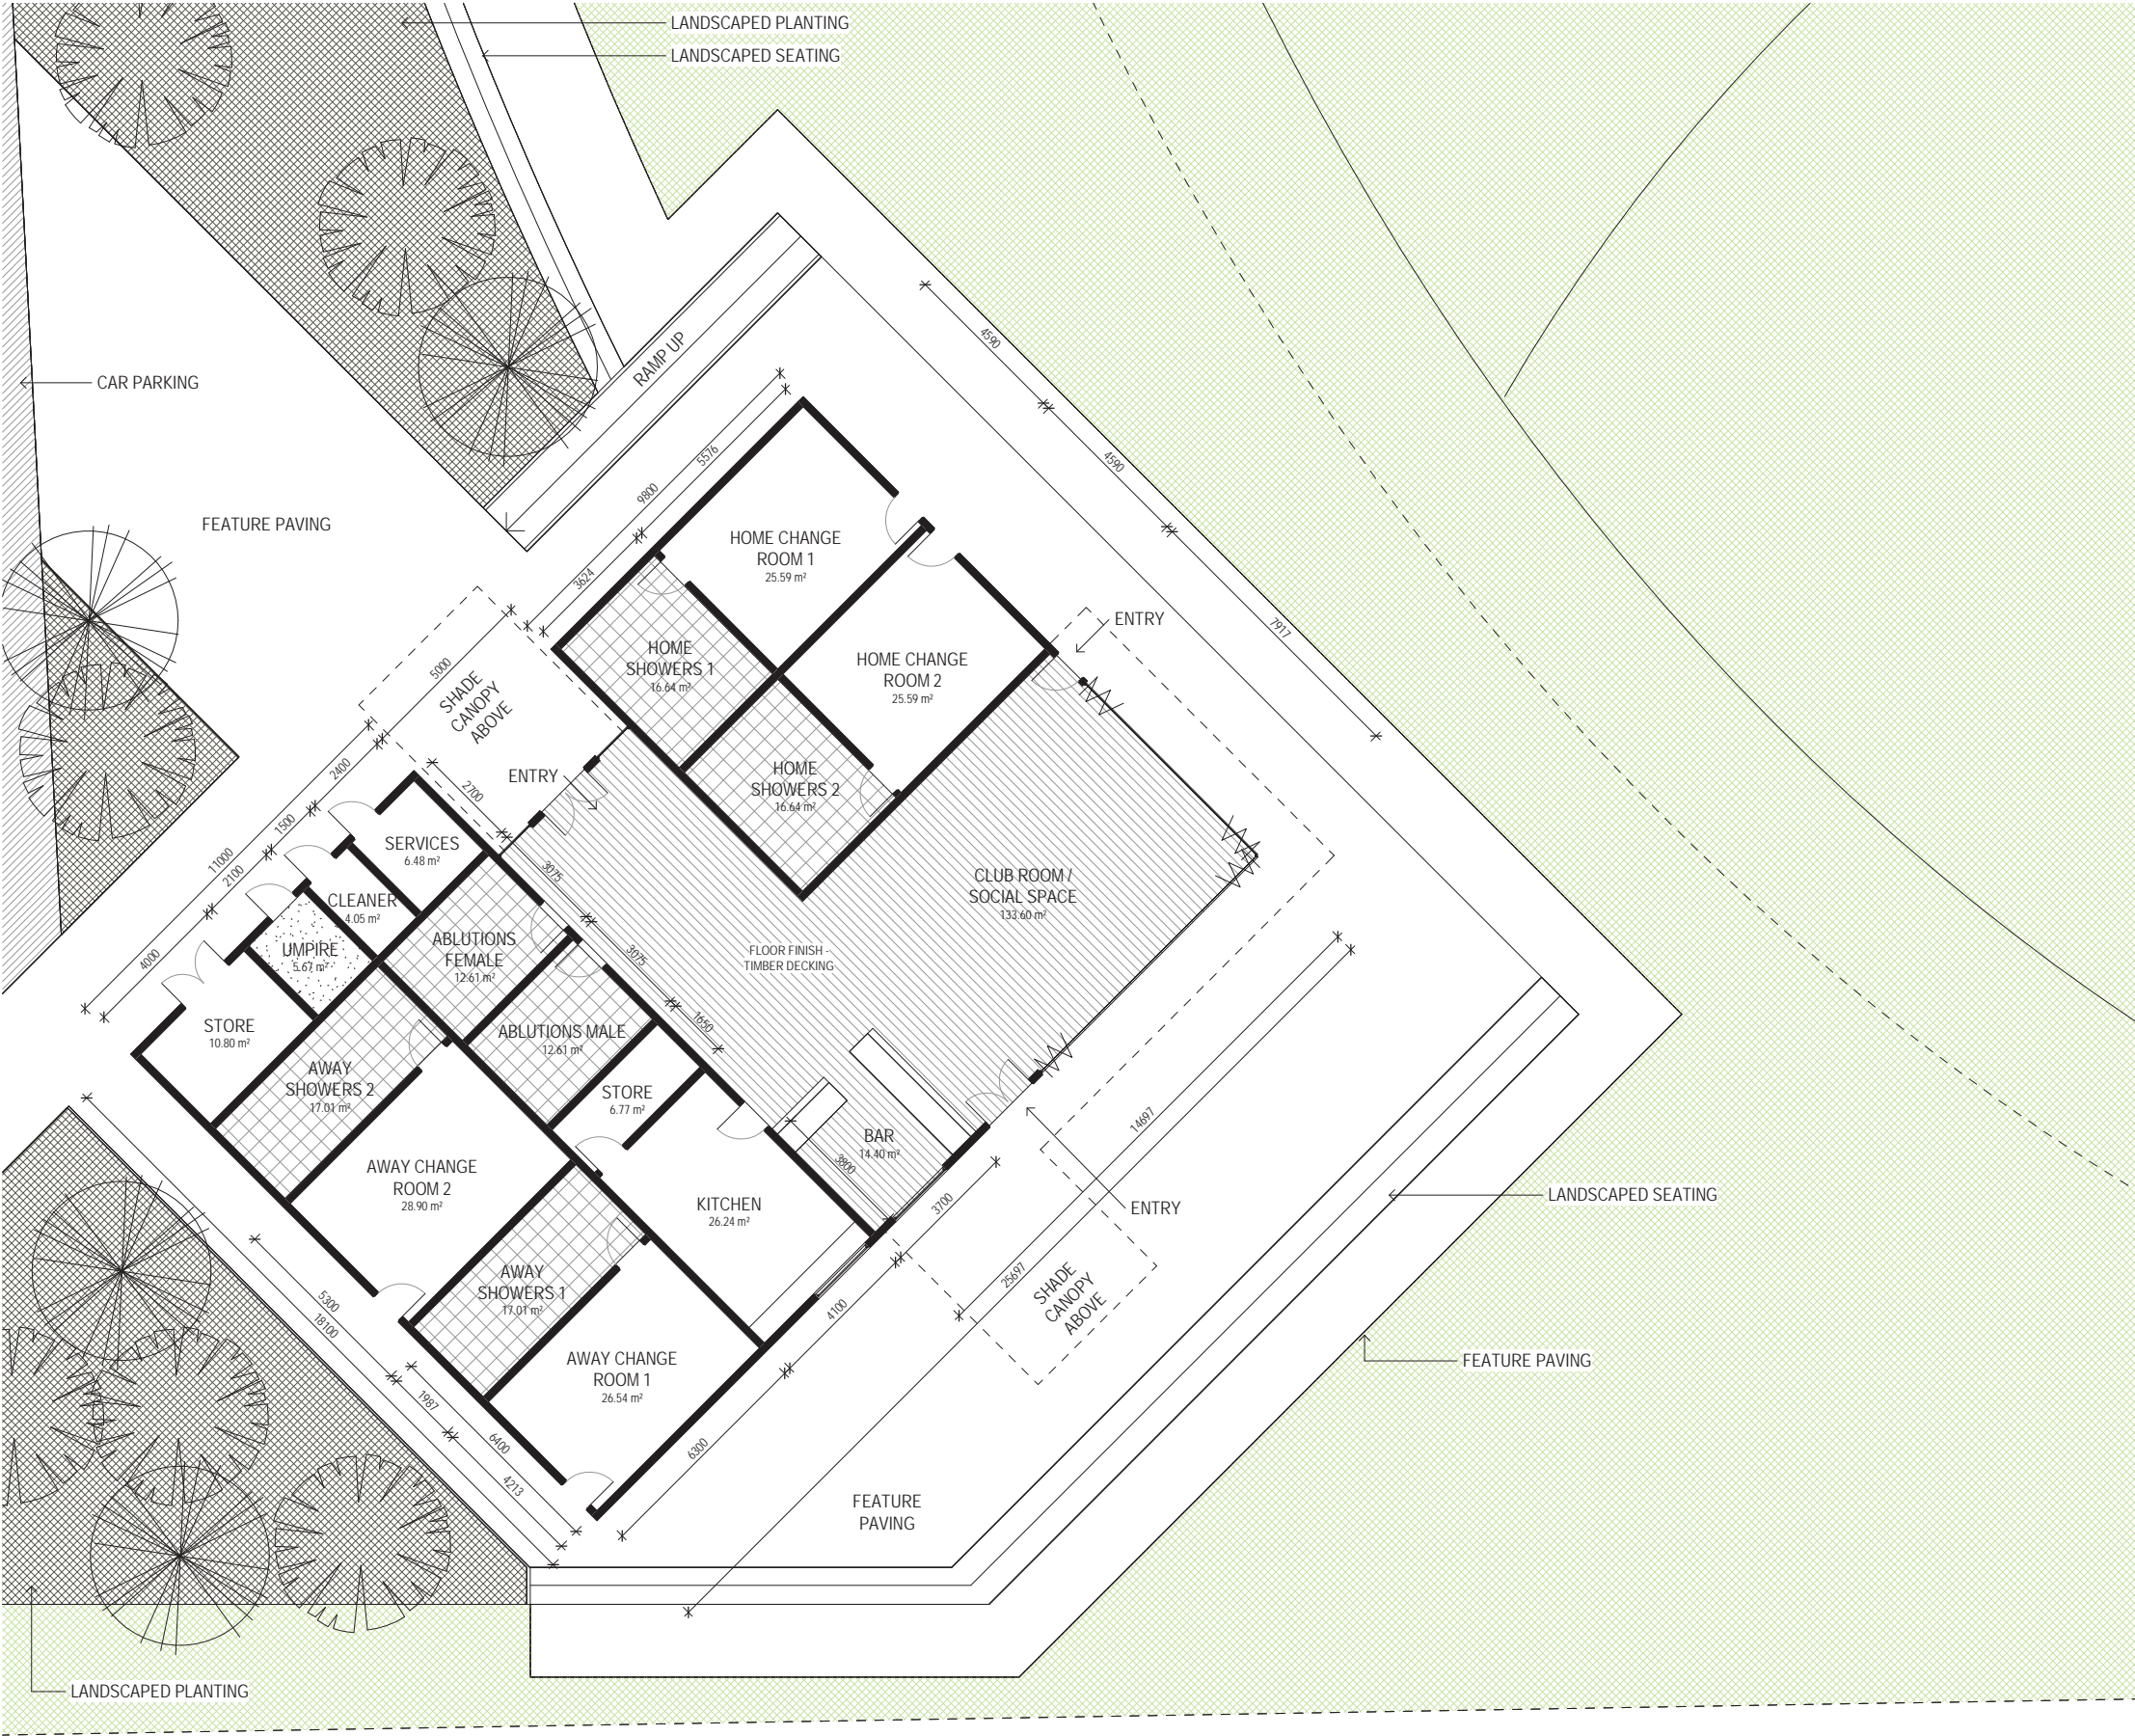 LANDSCAPED PLANTING
LANDSCAPED SEATING
4590
RAMP UP
CAR PARKING
5576
4590
9800
FEATURE PAVING
HOME CHANGE
ROOM 1
25.59 m²
3624
ENTRY
7917
HOME
SHOWERS 1
16.64 m²
HOME CHANGE
ROOM 2
25.59 m²
5000
SHADE
CANOPY
ABOVE
2400
ENTRY
HOME
SHOWERS 2
16.64 m²
2700
1500
SERVICES
6.48 m²
11000
2100
3075
CLUB ROOM /
SOCIAL SPACE
133.60 m²
CLEANER
4.05 m²
UMPIRE
5.67 m²
ABLUTIONS
FEMALE
12.61 m²
4000
3075
FLOOR FINISH -
TIMBER DECKING
STORE
10.80 m²
ABLUTIONS MALE
12.61 m²
1650
AWAY
SHOWERS 2
17.01 m²
STORE
6.77 m²
BAR
14.40 m²
14697
3800
AWAY CHANGE
ROOM 2
28.90 m²
KITCHEN
26.24 m²
3700
LANDSCAPED SEATING
ENTRY
AWAY
SHOWERS 1
17.01 m²
25697
SHADE
CANOPY
ABOVE
5300
18100
4100
AWAY CHANGE
ROOM 1
26.54 m²
FEATURE PAVING
1987
6400
6300
4213
FEATURE
PAVING
LANDSCAPED PLANTING